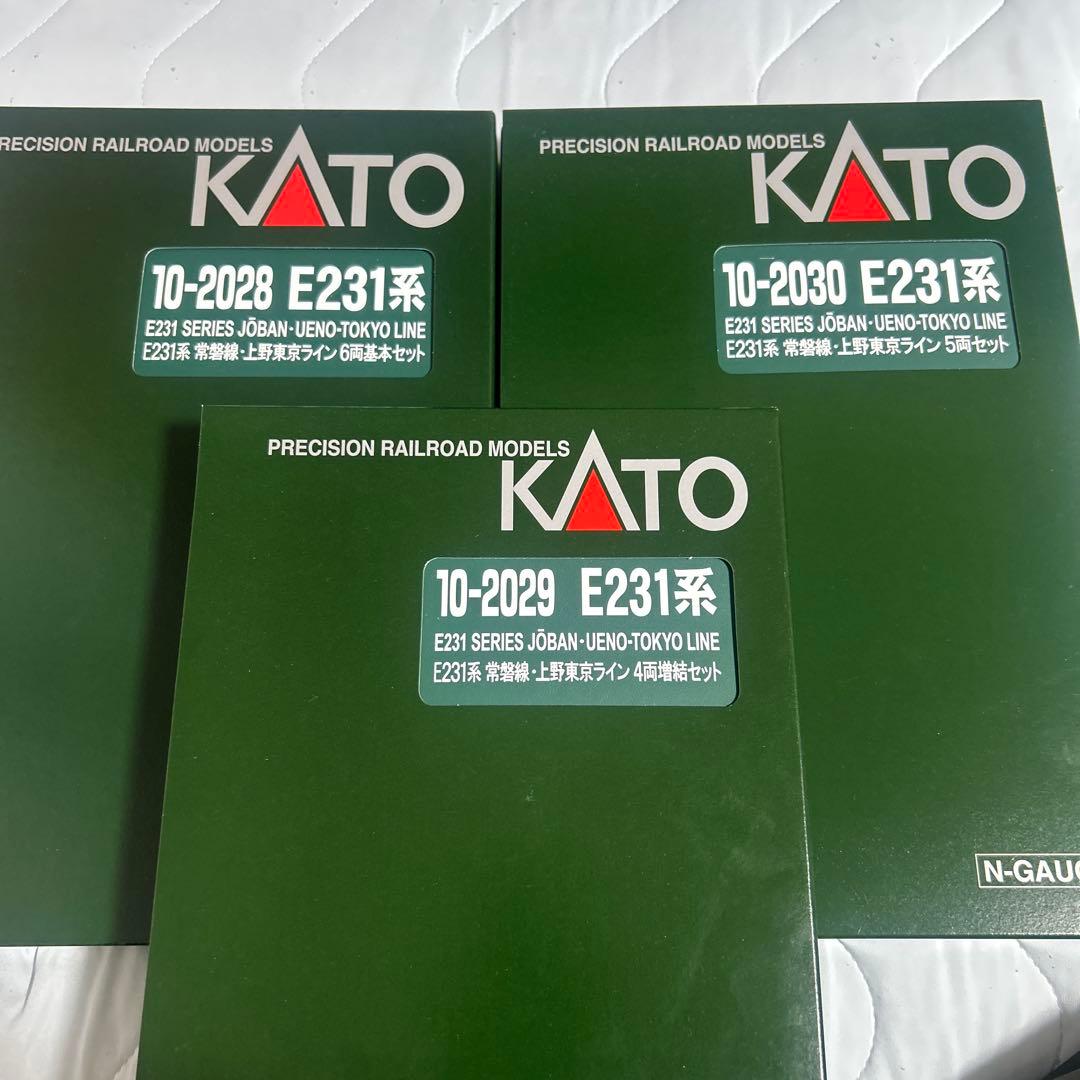 RECISION RAILROAD MODELS
KATO
10-2028 E231系
E231 SERIES JŌBAN・UENO-TOKYO LINE
E231系 常磐線・上野東京ライン 6両基本セット
PRECISION RAILROAD MODELS
KATO
10-2030 E231系
E231 SERIES JŌBAN・UENO-TOKYO LINE
E231系 常磐線・上野東京ライン 5両セット
PRECISION RAILROAD MODELS
KATO
10-2029 E231系
E231 SERIES JŌBAN・UENO-TOKYO LINE
E231系 常磐線・上野東京ライン 4両増結セット
N-GAUG